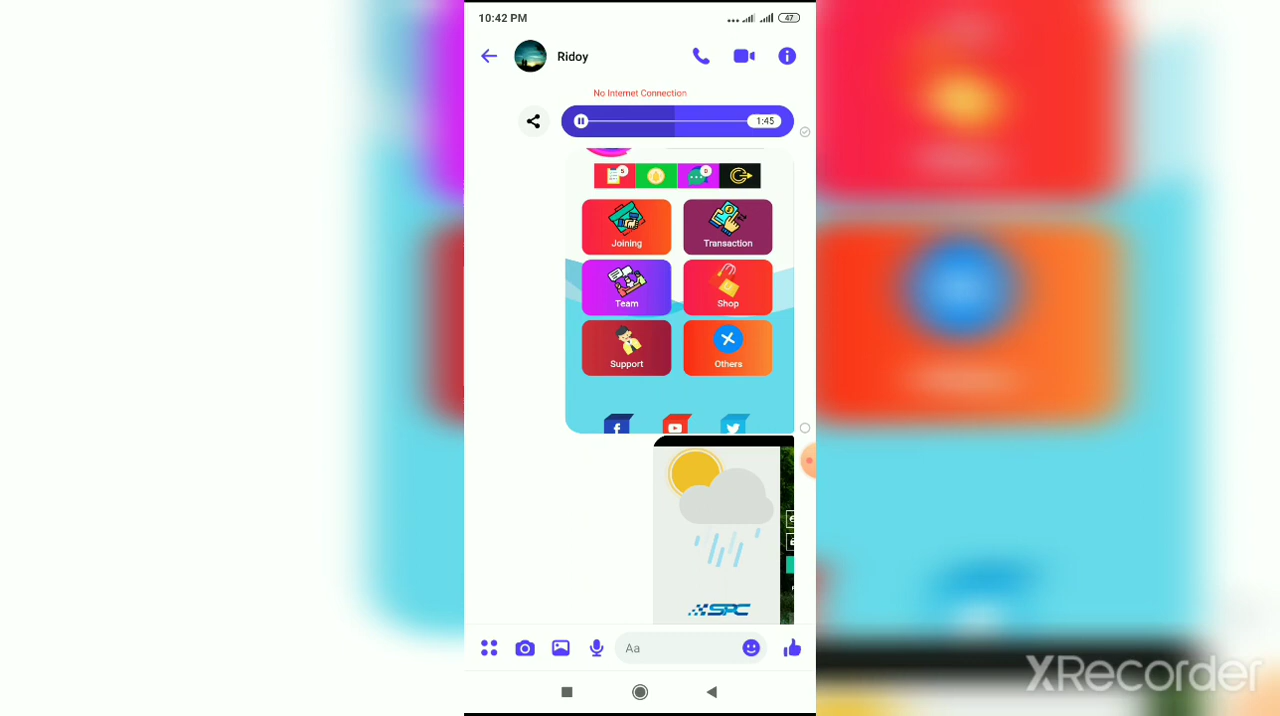 10:42 PM
47
Ridoy
No Internet Connection
1:45
5
0
Joining
Transaction
Team
Shop
Support
Others
SPC
Aa
XRecorder